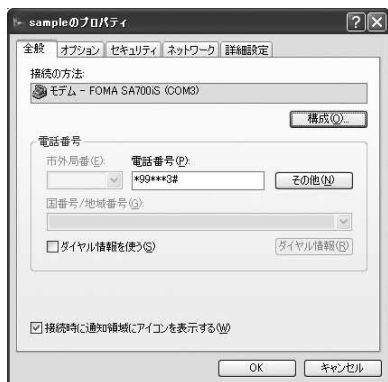 sampleのプロパティ
全般 オプション セキュリティ ネットワーク 詳細設定
接続の方法:
モデム - FOMA SA700iS (COM3)
構成(O)...
電話番号
市外局番(E): 電話番号(P):
*99***3# その他(N)
国番号/地域番号(G):
ダイヤル情報を使う(S) ダイヤル情報(R)
接続時に通知領域にアイコンを表示する(W)
OK キャンセル